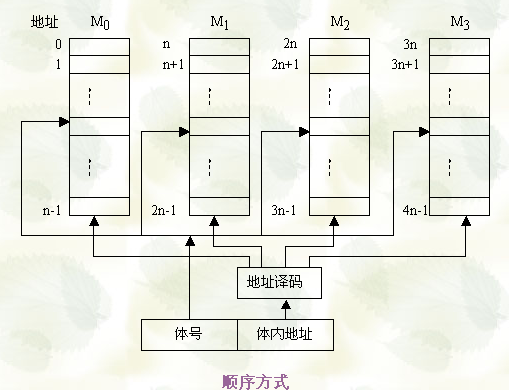 地址 M0 M1 M2 M3
0 n 2n 3n
1 n+1 2n+1 3n+1
n-1 2n-1 3n-1 4n-1
地址译码
体号 体内地址
顺序方式